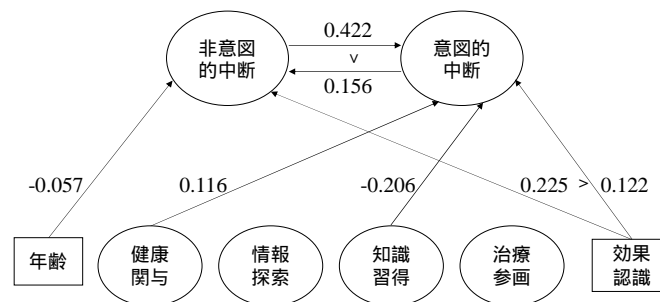 0.422
非意図
的中断
∨
意図的
中断
0.156
-0.057
0.116
-0.206
0.225 > 0.122
年齢
健康
関与
情報
探索
知識
習得
治療
参画
効果
認識